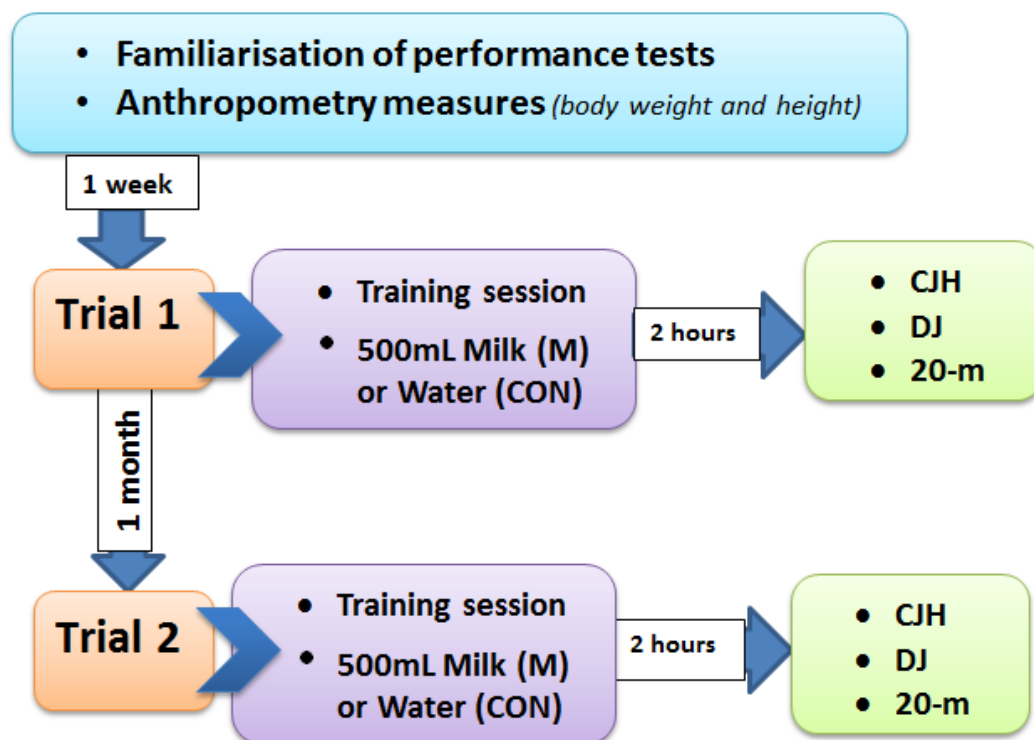 • Familiarisation of performance tests
• Anthropometry measures (body weight and height)
1 week
Trial 1
• Training session
• 500mL Milk (M)
or Water (CON)
2 hours
• CJH
• DJ
• 20-m
1 month
Trial 2
• Training session
• 500mL Milk (M)
or Water (CON)
2 hours
• CJH
• DJ
• 20-m